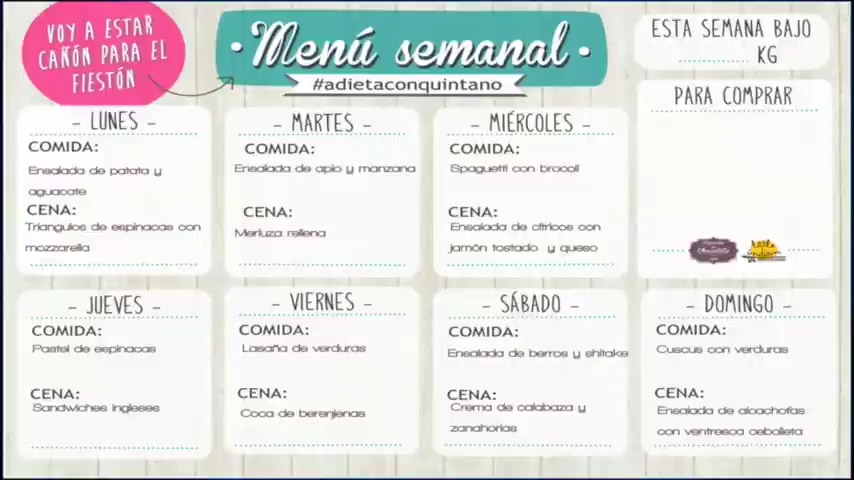 VOY A ESTAR
CAÑÓN PARA EL
FIESTÓN
· Menú semanal ·
#adietaconquintano
ESTA SEMANA BAJO
KG
PARA COMPRAR
- LUNES -
COMIDA:
Ensalada de patata y
aguacate
CENA:
Triangulos de espinacas con
mozzarella
- MARTES -
COMIDA:
Ensalada de apio y manzana
CENA:
Merluza rellena
- MIÉRCOLES -
COMIDA:
Spaguetti con brocoli
CENA:
Ensalada de cítricos con
jamón tostado y queso
- JUEVES -
COMIDA:
Pastel de espinacas
CENA:
Sandwiches ingleses
- VIERNES -
COMIDA:
Lasaña de verduras
CENA:
Coca de berenjenas
- SÁBADO -
COMIDA:
Ensalada de berros y shitake
CENA:
Crema de calabaza y
zanahorias
- DOMINGO -
COMIDA:
Cuscus con verduras
CENA:
Ensalada de alcachofas
con ventresca cebolleta